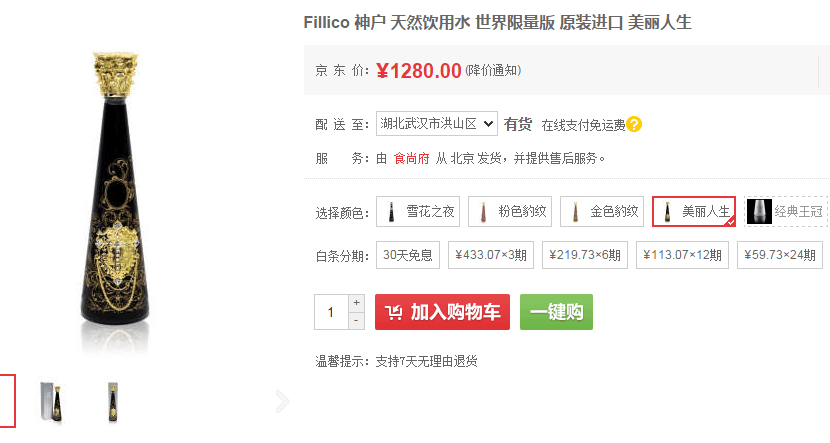 Fillico 神户 天然饮用水 世界限量版 原装进口 美丽人生
京 东 价：¥1280.00 (降价通知)
配 送 至：湖北武汉市洪山区 有货 在线支付免运费 ?
服 务：由 食尚府 从 北京 发货，并提供售后服务。
选择颜色： 雪花之夜 粉色豹纹 金色豹纹 美丽人生 经典王冠
白条分期： 30天免息 ¥433.07×3期 ¥219.73×6期 ¥113.07×12期 ¥59.73×24期
1 + - 加入购物车 一键购
温馨提示：支持7天无理由退货